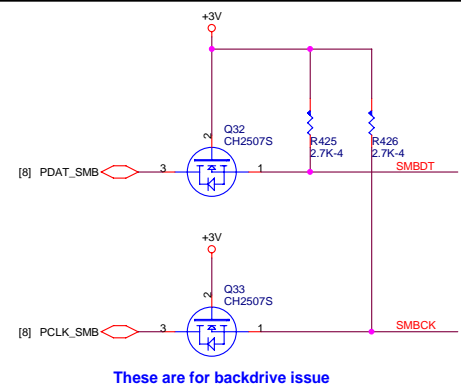 +3V
Q32
CH2507S
2
R425
2.7K-4
R426
2.7K-4
[8] PDAT_SMB
3
1
SMBDT
+3V
Q33
CH2507S
2
[8] PCLK_SMB
3
1
SMBCK
These are for backdrive issue